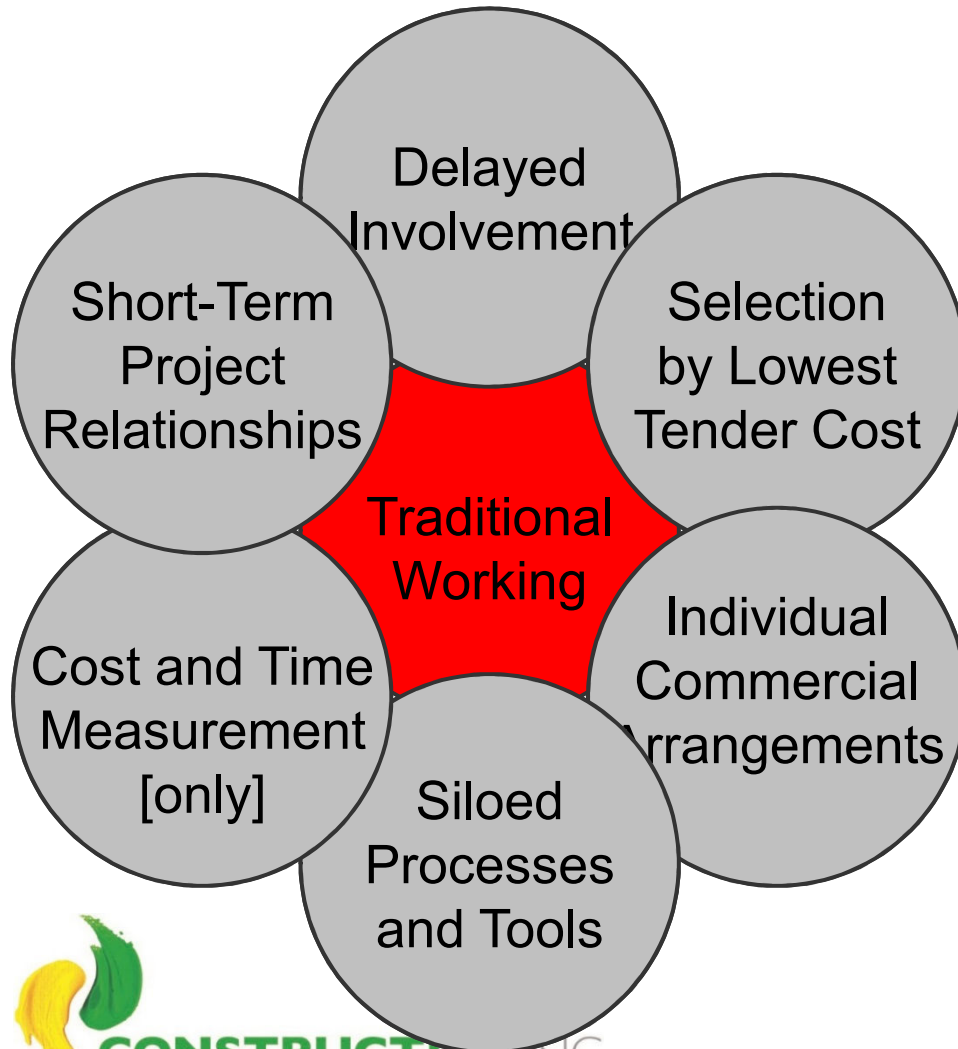 Delayed
Involvement
Selection
by Lowest
Tender Cost
Individual
Commercial
Arrangements
Siloed
Processes
and Tools
Cost and Time
Measurement
[only]
Short-Term
Project
Relationships
Traditional
Working